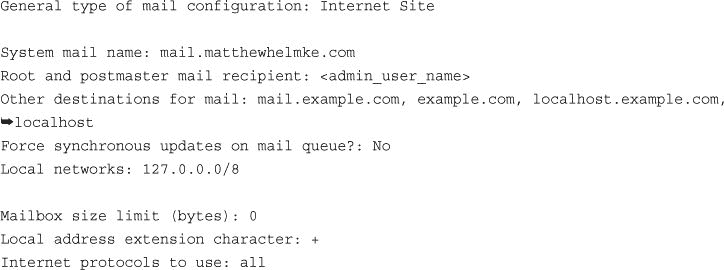 General type of mail configuration: Internet Site
System mail name: mail.matthewhelmke.com
Root and postmaster mail recipient: <admin_user_name>
Other destinations for mail: mail.example.com, example.com, localhost.example.com,
➥localhost
Force synchronous updates on mail queue?: No
Local networks: 127.0.0.0/8
Mailbox size limit (bytes): 0
Local address extension character: +
Internet protocols to use: all